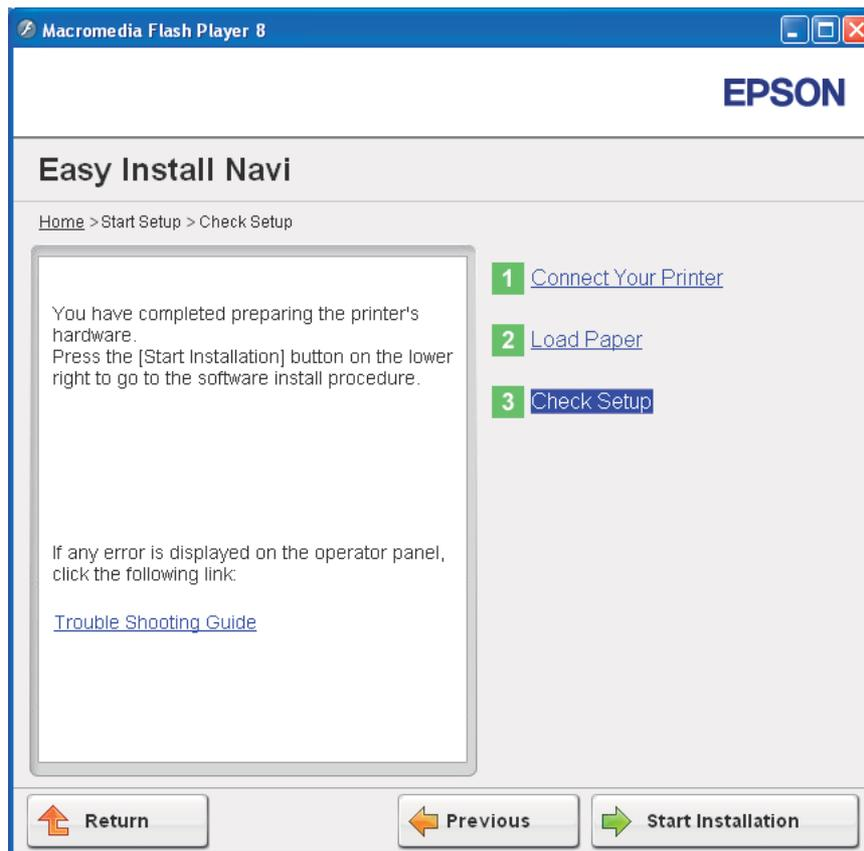 Macromedia Flash Player 8
EPSON
Easy Install Navi
Home > Start Setup > Check Setup
You have completed preparing the printer's
hardware.
Press the [Start Installation] button on the lower
right to go to the software install procedure.
If any error is displayed on the operator panel,
click the following link:
Trouble Shooting Guide
1 Connect Your Printer
2 Load Paper
3 Check Setup
Return
Previous
Start Installation